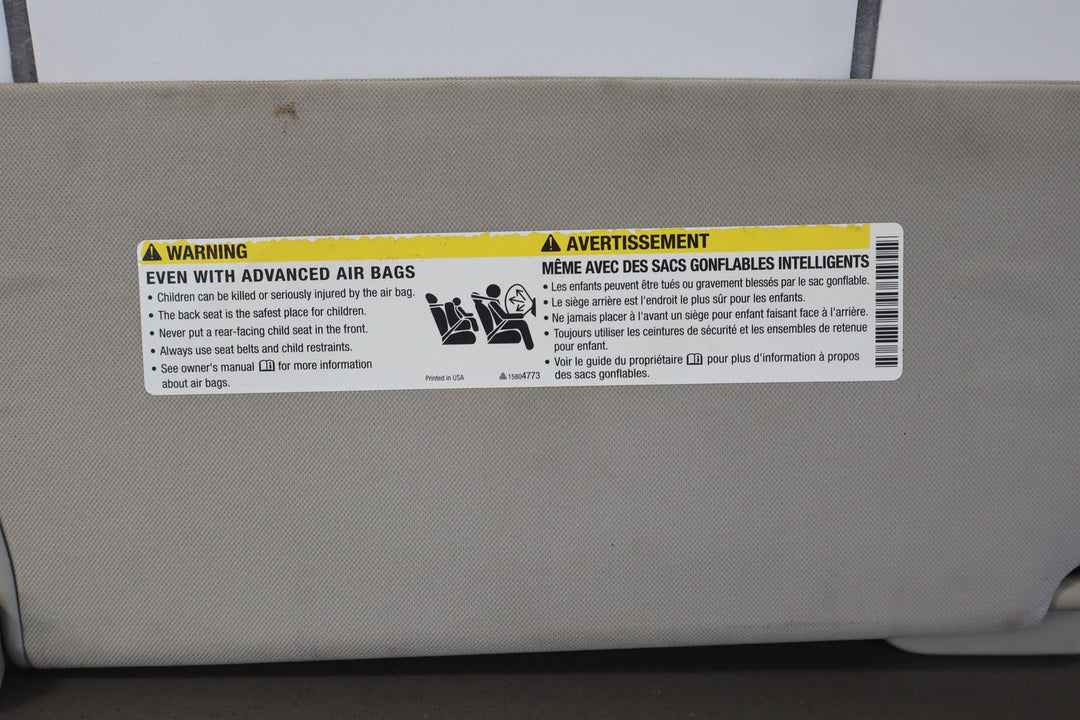 WARNING
EVEN WITH ADVANCED AIR BAGS
• Children can be killed or seriously injured by the air bag.
• The back seat is the safest place for children.
• Never put a rear-facing child seat in the front.
• Always use seat belts and child restraints.
• See owner's manual for more information
about air bags.
Printed in USA
15804773
AVERTISSEMENT
MÊME AVEC DES SACS GONFLABLES INTELLIGENTS
• Les enfants peuvent être tués ou gravement blessés par le sac gonflable.
• Le siège arrière est l'endroit le plus sûr pour les enfants.
• Ne jamais placer à l'avant un siège pour enfant faisant face à l'arrière.
• Toujours utiliser les ceintures de sécurité et les ensembles de retenue
pour enfant.
• Voir le guide du propriétaire pour plus d'information à propos
des sacs gonflables.